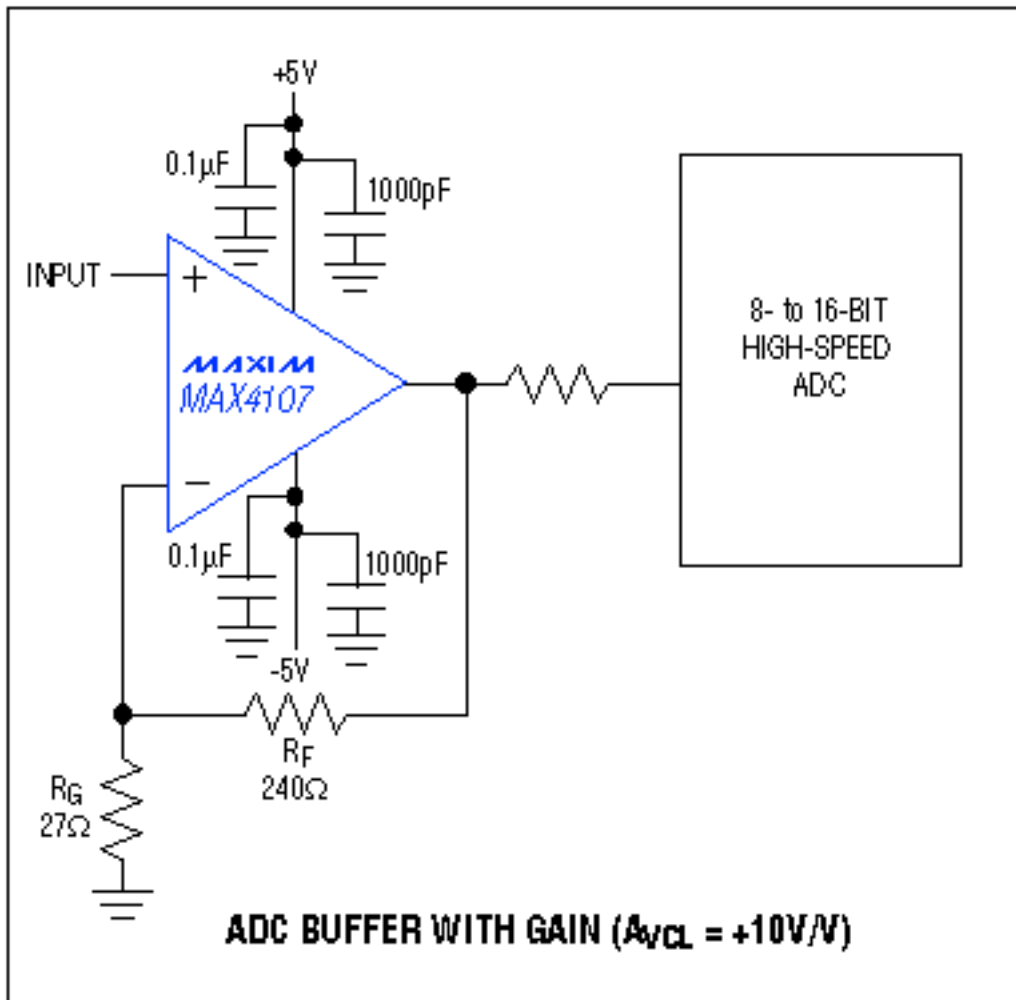 +5V
0.1µF
1000pF
INPUT
+
MAXIM
MAX4107
−
8- to 16-BIT
HIGH-SPEED
ADC
0.1µF
1000pF
-5V
RF
240Ω
RG
27Ω
ADC BUFFER WITH GAIN (AVCL = +10V/V)